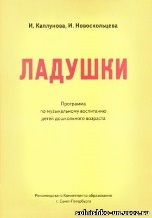 И. Каплунова, И. Новоскольцева
ЛАДУШКИ
Программа
по музыкальному воспитанию
детей дошкольного возраста
Рекомендовано Комитетом по образованию
г. Санкт-Петербурга